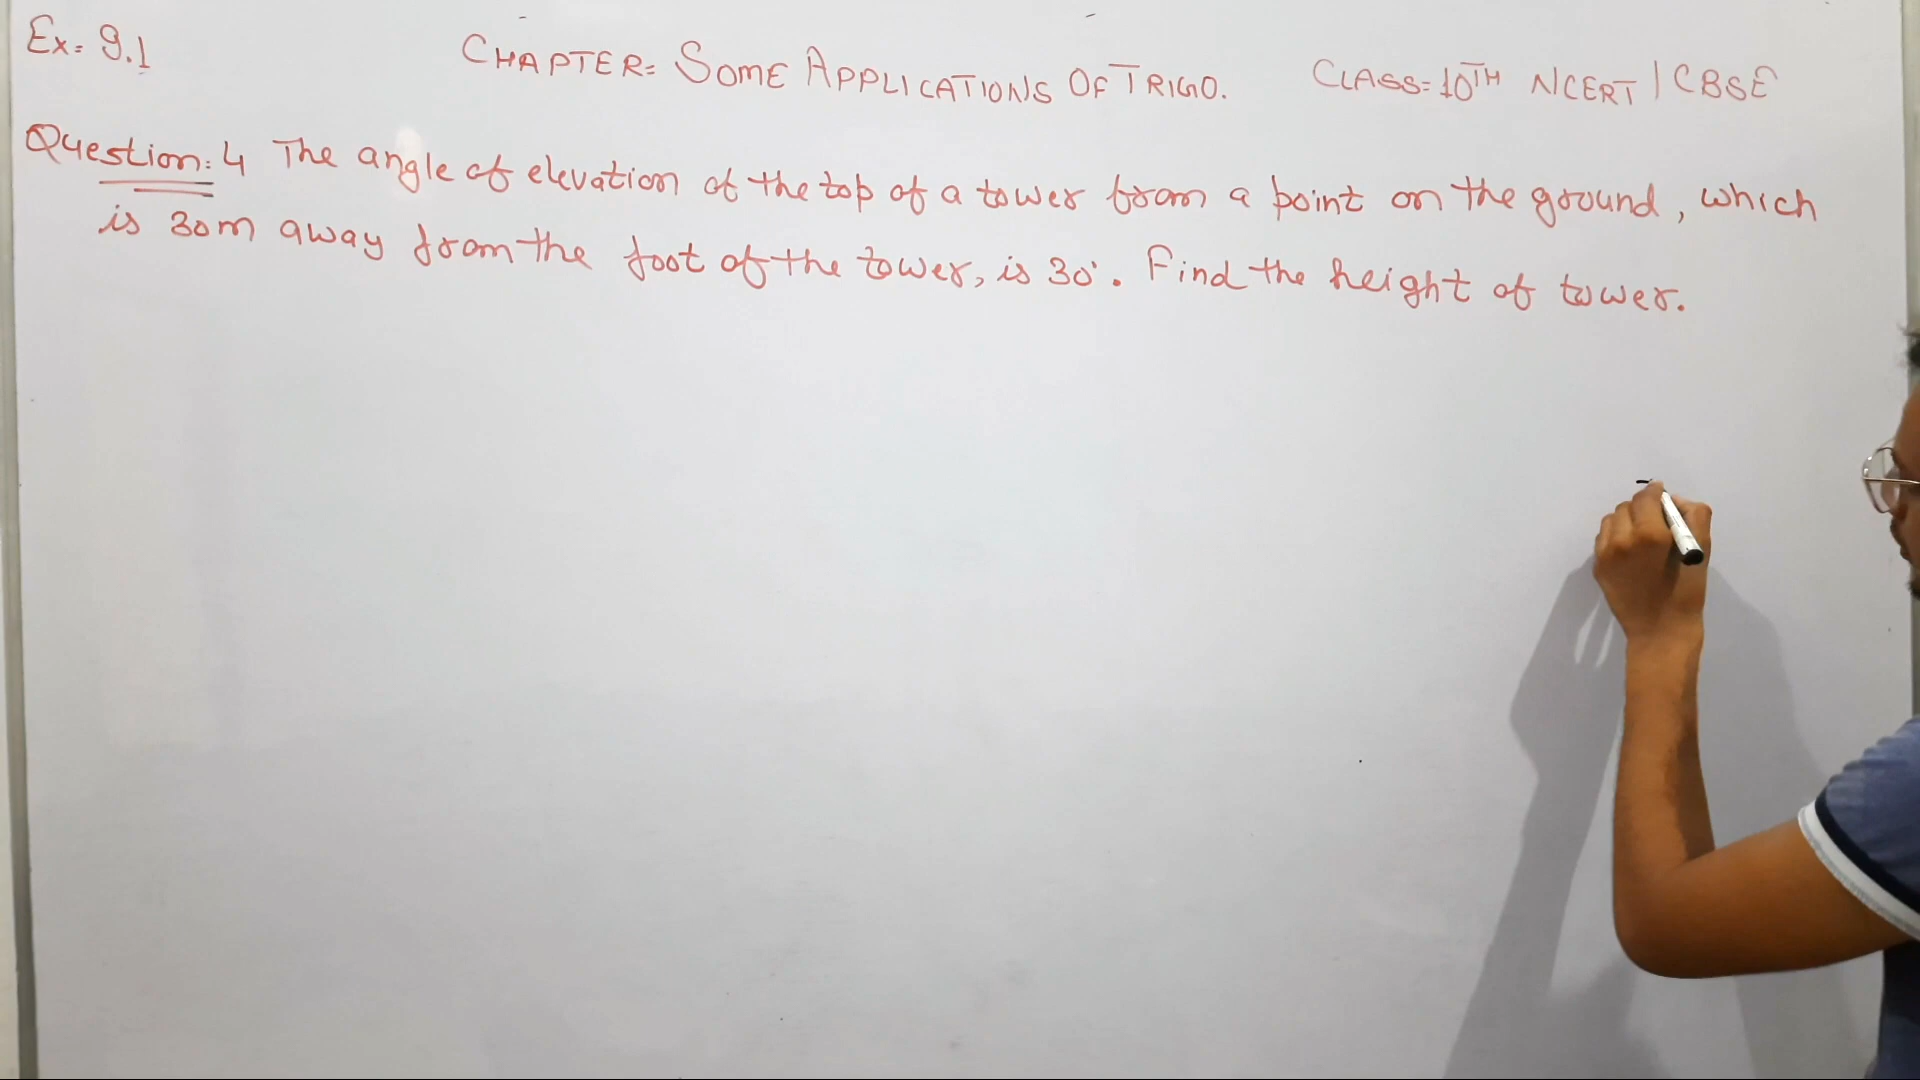 Ex= 9.1
CHAPTER= SOME APPLICATIONS OF TRIGO.
CLASS=10TH NCERT | CBSE
Question:4 The angle of elevation of the top of a tower from a point on the ground, which
is 30m away from the foot of the tower, is 30°. Find the height of tower.